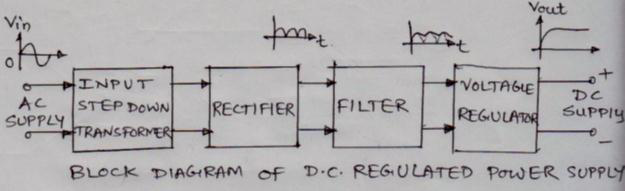 Vin
O
AC
SUPPLY
INPUT
STEP DOWN
TRANSFORMER
RECTIFIER
t
FILTER
t
VOLTAGE
REGULATOR
Vout
+
DC
SUPPLY
-
BLOCK DIAGRAM OF D.C. REGULATED POWER SUPPLY